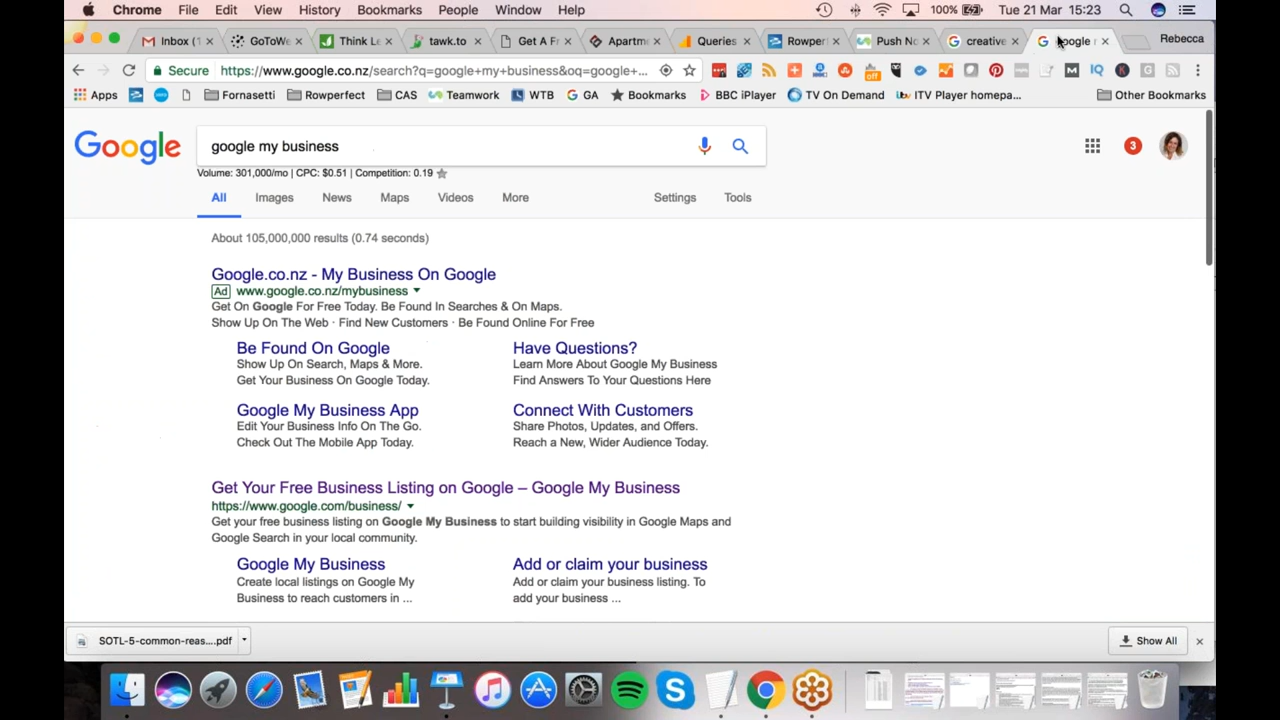 Chrome File Edit View History Bookmarks People Window Help 100% Tue 21 Mar 15:23
Inbox (1 GoToWe Think Le tawk.to Get A Fr Apartm Queries Rowper Push No creative google Rebecca
Secure https://www.google.co.nz/search?q=google+my+business&oq=google+...
Apps Fornasetti Rowperfect CAS Teamwork WTB GA Bookmarks BBC iPlayer TV On Demand ITV Player homepa... Other Bookmarks
Google google my business 3
Volume: 301,000/mo | CPC: $0.51 | Competition: 0.19
All Images News Maps Videos More Settings Tools
About 105,000,000 results (0.74 seconds)
Google.co.nz - My Business On Google
Ad www.google.co.nz/mybusiness
Get On Google For Free Today. Be Found In Searches & On Maps.
Show Up On The Web · Find New Customers · Be Found Online For Free
Be Found On Google
Show Up On Search, Maps & More.
Get Your Business On Google Today.
Have Questions?
Learn More About Google My Business
Find Answers To Your Questions Here
Google My Business App
Edit Your Business Info On The Go.
Check Out The Mobile App Today.
Connect With Customers
Share Photos, Updates, and Offers.
Reach a New, Wider Audience Today.
Get Your Free Business Listing on Google – Google My Business
https://www.google.com/business/
Get your free business listing on Google My Business to start building visibility in Google Maps and
Google Search in your local community.
Google My Business
Create local listings on Google My
Business to reach customers in ...
Add or claim your business
Add or claim your business listing. To
add your business ...
SOTL-5-common-reas....pdf Show All